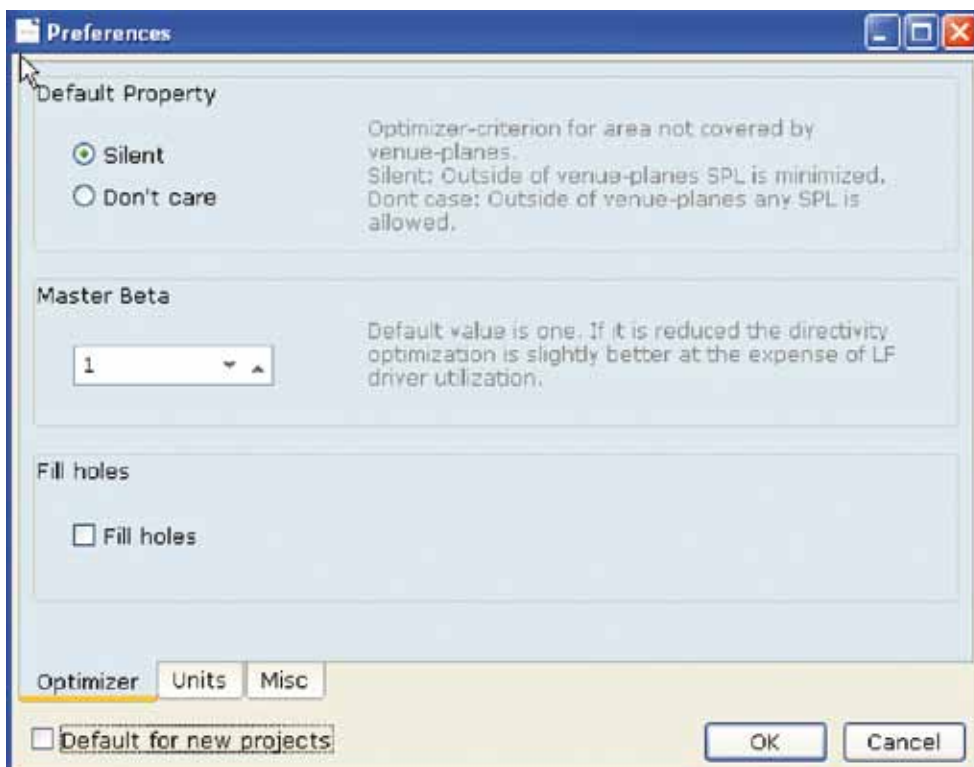 Preferences
Default Property
Silent
Don't care
Optimizer-criterion for area not covered by
venue-planes.
Silent: Outside of venue-planes SPL is minimized.
Dont case: Outside of venue-planes any SPL is
allowed.
Master Beta
1
Default value is one. If it is reduced the directivity
optimization is slightly better at the expense of LF
driver utilization.
Fill holes
Fill holes
Optimizer
Units
Misc
Default for new projects
OK
Cancel